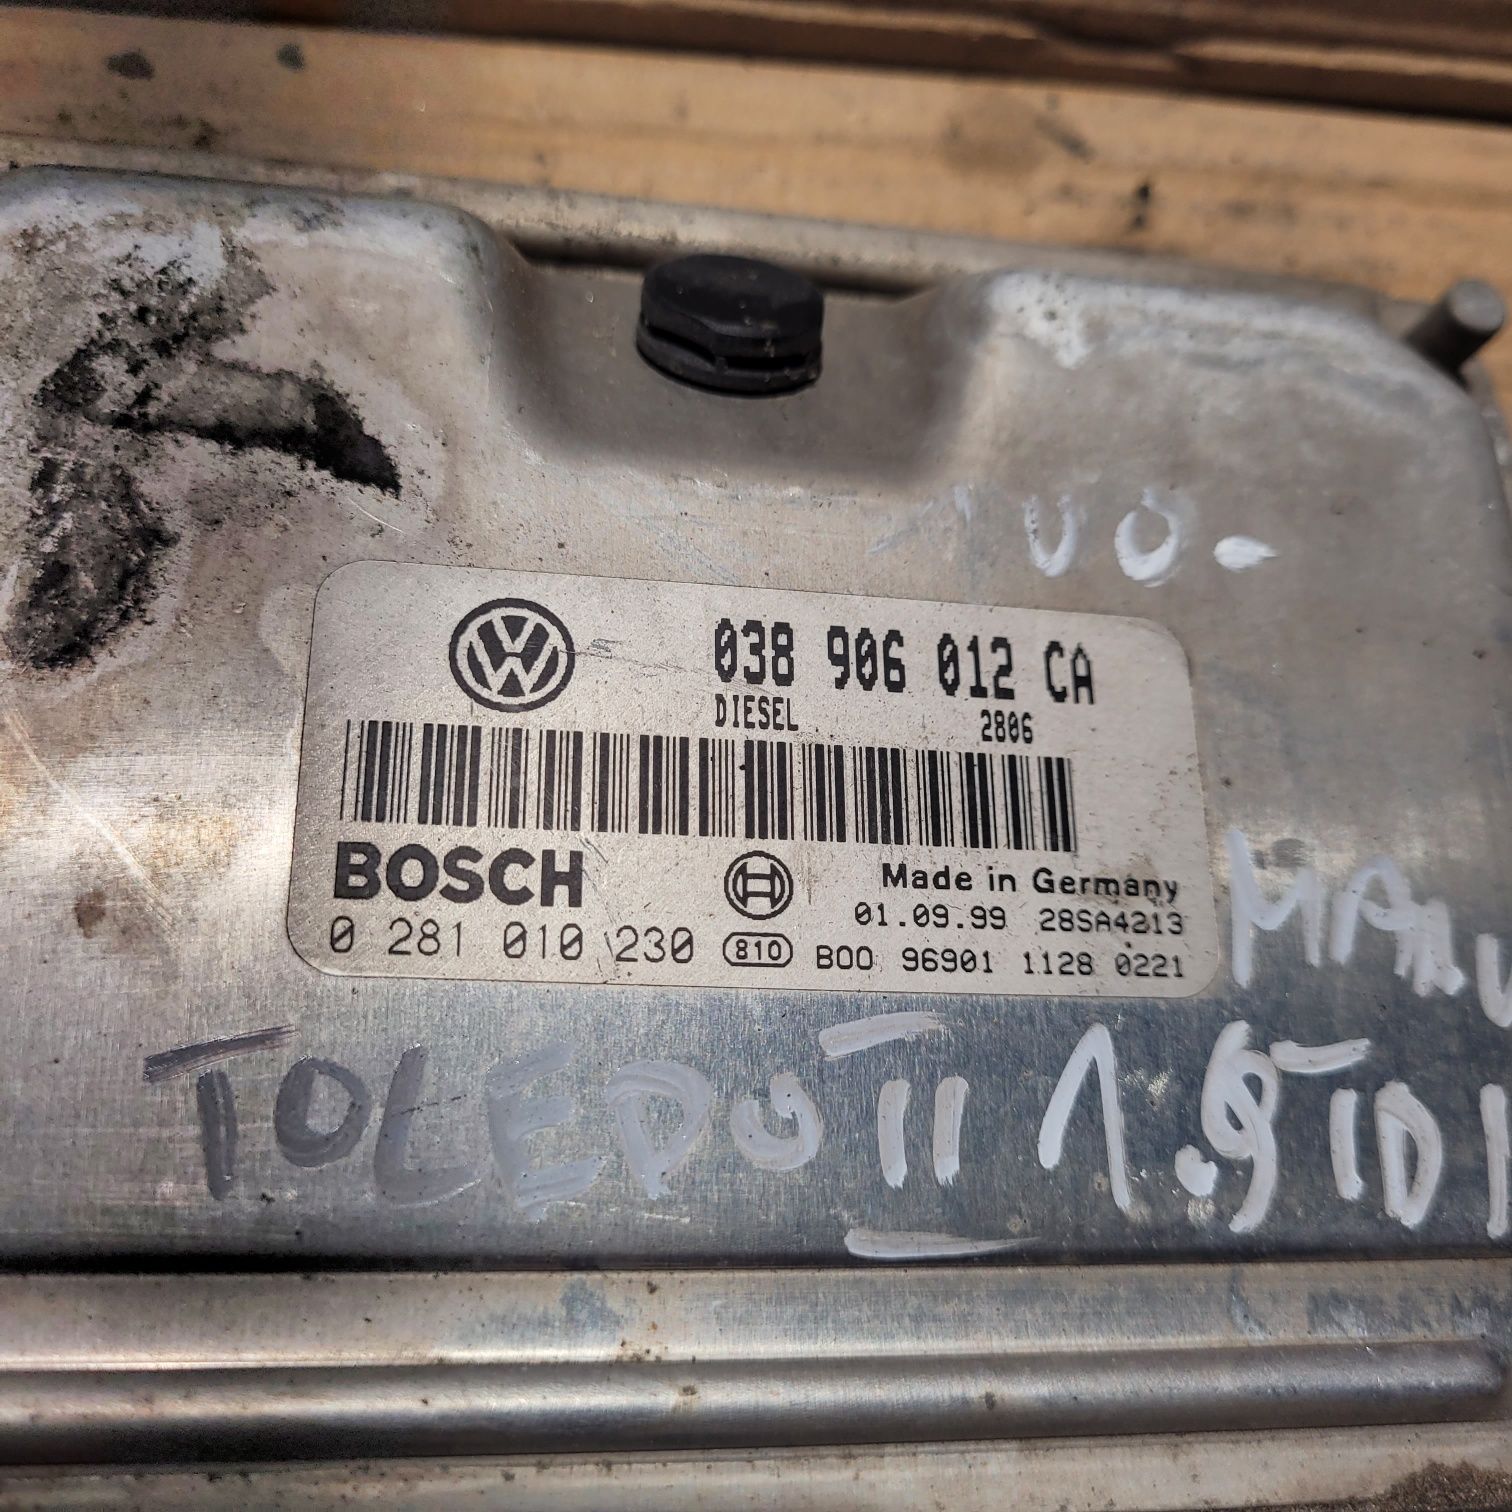 VO-
038 906 012 CA
DIESEL 2806
BOSCH
Made in Germany
01.09.99 28SA4213
0 281 010 230 810 B00 96901 1128 0221
TOLEDO II 1.9 TDI